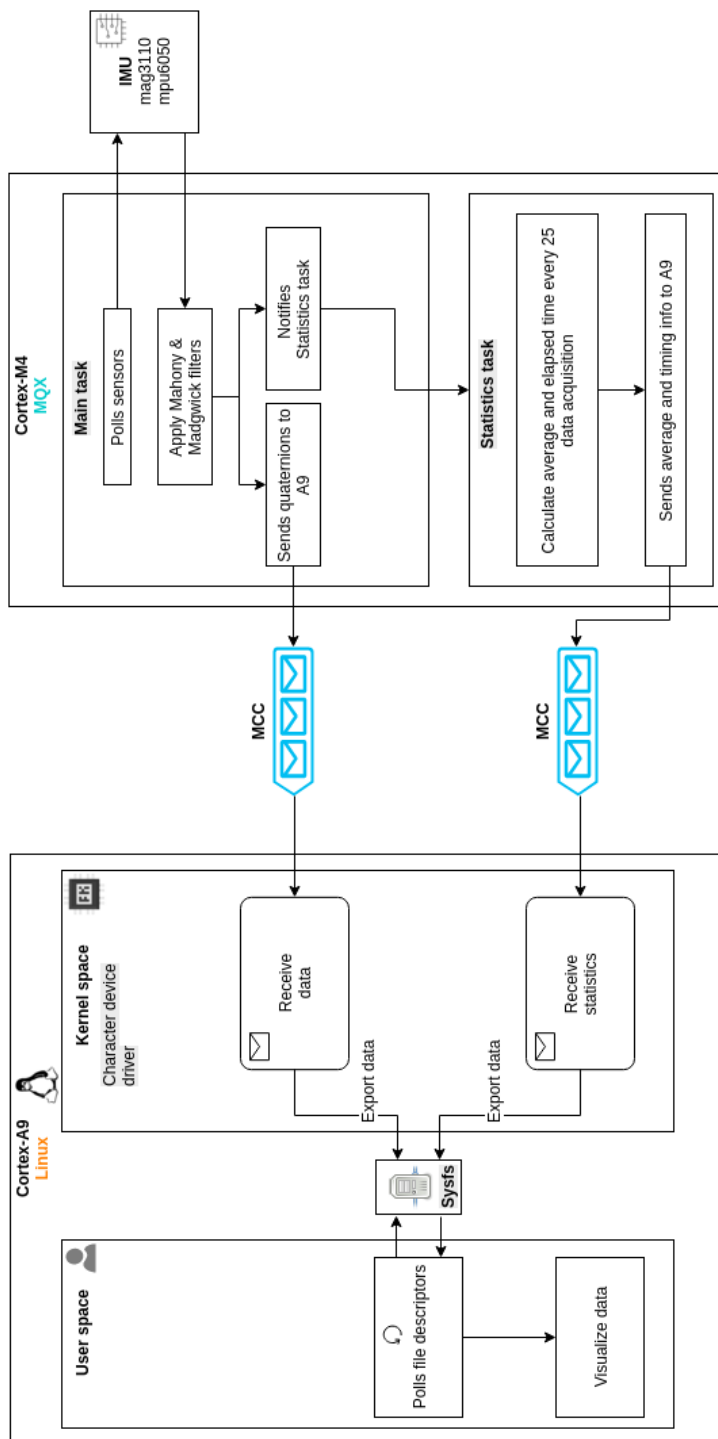 Cortex-A9
Linux
User space
Polls file descriptors
Visualize data
Sysfs
Kernel space
Character device
driver
Receive
data
Export data
Receive
statistics
Export data
MCC
MCC
Cortex-M4
MQX
Main task
Polls sensors
Apply Mahony &
Madgwick filters
Sends quaternions to
A9
Notifies
Statistics task
Statistics task
Calculate average and elapsed time every 25
data acquisition
Sends average and timing info to A9
IMU
mag3110
mpu6050